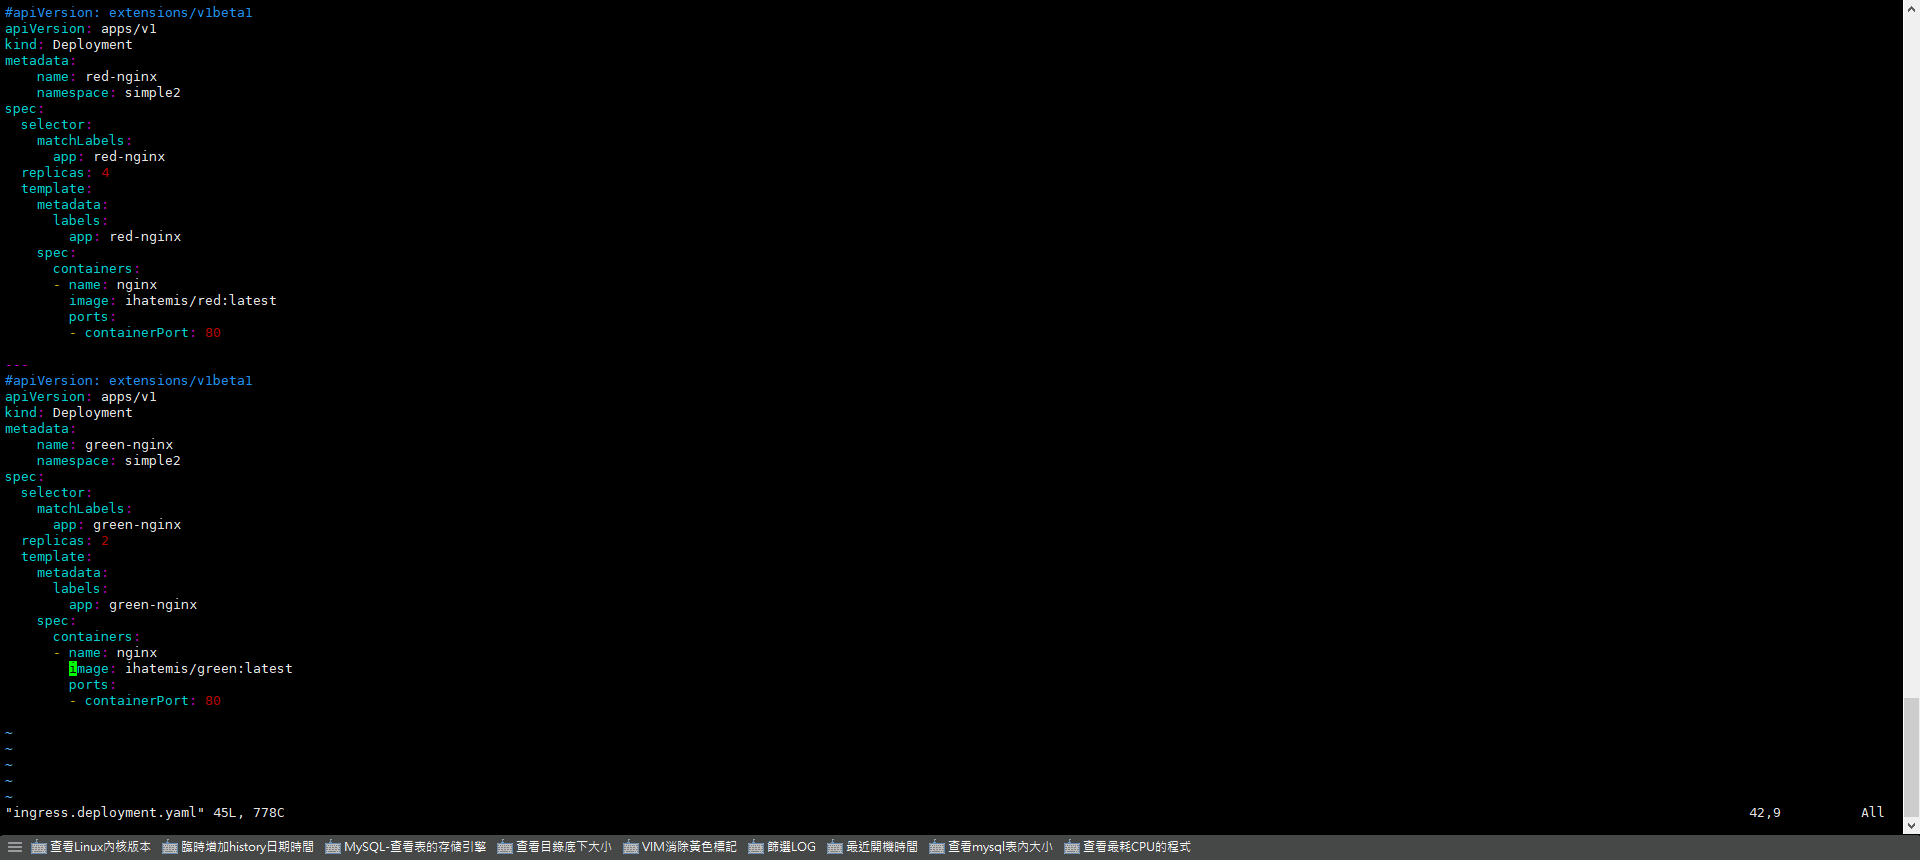 #apiVersion: extensions/v1beta1
apiVersion: apps/v1
kind: Deployment
metadata:
    name: red-nginx
    namespace: simple2
spec:
  selector:
    matchLabels:
      app: red-nginx
  replicas: 4
  template:
    metadata:
      labels:
        app: red-nginx
    spec:
      containers:
      - name: nginx
        image: ihatemis/red:latest
        ports:
        - containerPort: 80

---
#apiVersion: extensions/v1beta1
apiVersion: apps/v1
kind: Deployment
metadata:
    name: green-nginx
    namespace: simple2
spec:
  selector:
    matchLabels:
      app: green-nginx
  replicas: 2
  template:
    metadata:
      labels:
        app: green-nginx
    spec:
      containers:
      - name: nginx
        image: ihatemis/green:latest
        ports:
        - containerPort: 80

~
~
~
~
~
"ingress.deployment.yaml" 45L, 778C 42,9 All
查看Linux內核版本 臨時增加history日期時間 MySQL-查看表的存储引擎 查看目錄底下大小 VIM消除黃色標記 篩選LOG 最近開機時間 查看mysql表內大小 查看最耗CPU的程式